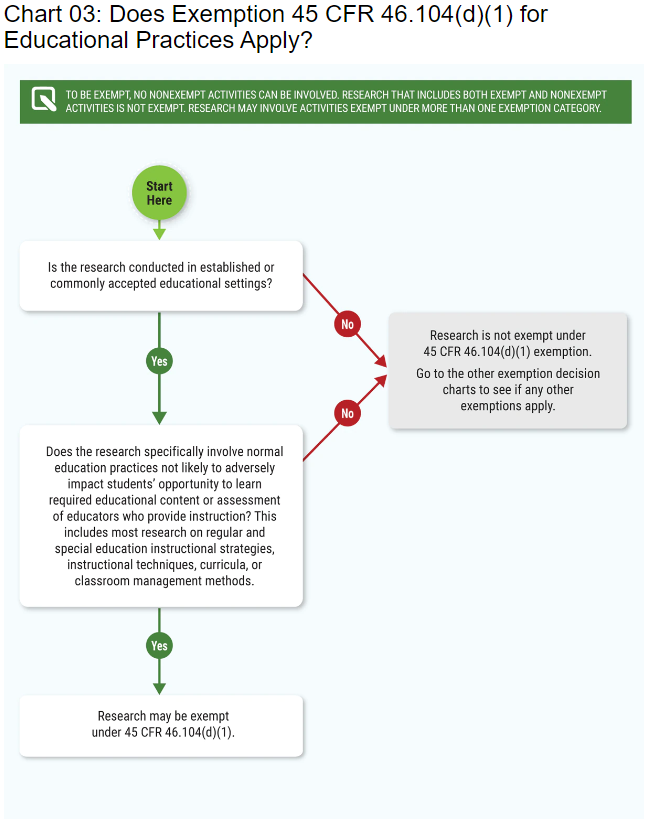 Chart 03: Does Exemption 45 CFR 46.104(d)(1) for
Educational Practices Apply?
TO BE EXEMPT, NO NONEXEMPT ACTIVITIES CAN BE INVOLVED. RESEARCH THAT INCLUDES BOTH EXEMPT AND NONEXEMPT
ACTIVITIES IS NOT EXEMPT. RESEARCH MAY INVOLVE ACTIVITIES EXEMPT UNDER MORE THAN ONE EXEMPTION CATEGORY.
Start
Here
Is the research conducted in established or
commonly accepted educational settings?
No
Research is not exempt under
45 CFR 46.104(d)(1) exemption.
Go to the other exemption decision
charts to see if any other
exemptions apply.
Yes
No
Does the research specifically involve normal
education practices not likely to adversely
impact students’ opportunity to learn
required educational content or assessment
of educators who provide instruction? This
includes most research on regular and
special education instructional strategies,
instructional techniques, curricula, or
classroom management methods.
Yes
Research may be exempt
under 45 CFR 46.104(d)(1).